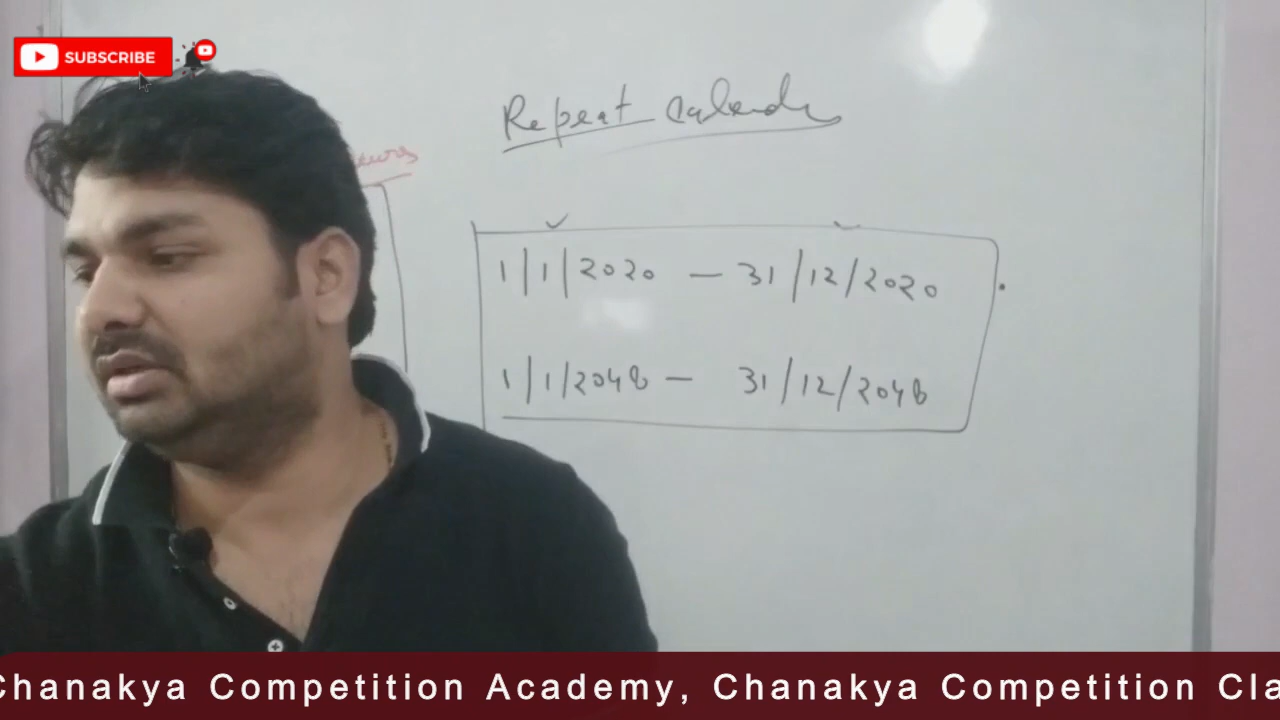 SUBSCRIBE
Repeat Calendr
1/1/2020 — 31/12/2020
1/1/2048 — 31/12/2048
Chanakya Competition Academy, Chanakya Competition Cla